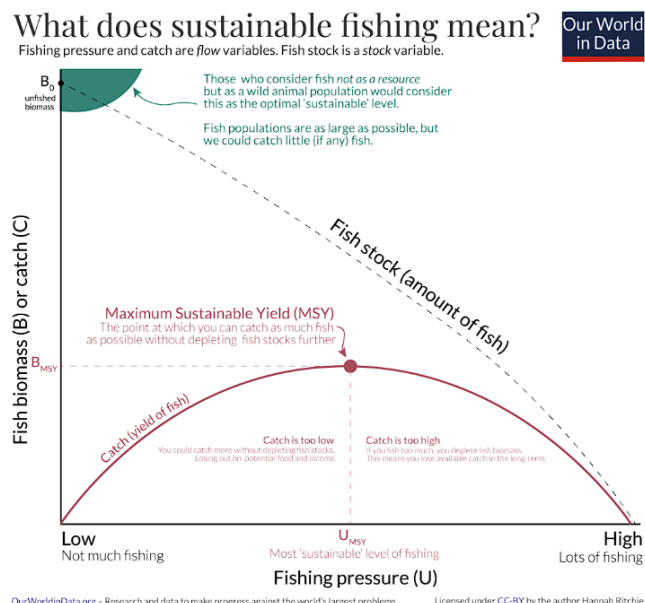 What does sustainable fishing mean?
Fishing pressure and catch are flow variables. Fish stock is a stock variable.
Our World
in Data
B0
unfished
biomass
Those who consider fish not as a resource
but as a wild animal population would consider
this as the optimal ‘sustainable’ level.
Fish populations are as large as possible, but
we could catch little (if any) fish.
Fish biomass (B) or catch (C)
Fish stock (amount of fish)
Maximum Sustainable Yield (MSY)
The point at which you can catch as much fish
as possible without depleting fish stocks further
BMSY
Catch (yield of fish)
Catch is too low
You could catch more without depleting fish stocks.
Losing out on potential food and income.
Catch is too high
If you fish too much, you deplete fish biomass.
This means you lose available catch in the long-term.
Low
Not much fishing
UMSY
Most ‘sustainable’ level of fishing
High
Lots of fishing
Fishing pressure (U)
OurWorldinData.org – Research and data to make progress against the world's largest problems.
Licensed under CC-BY by the author Hannah Ritchie